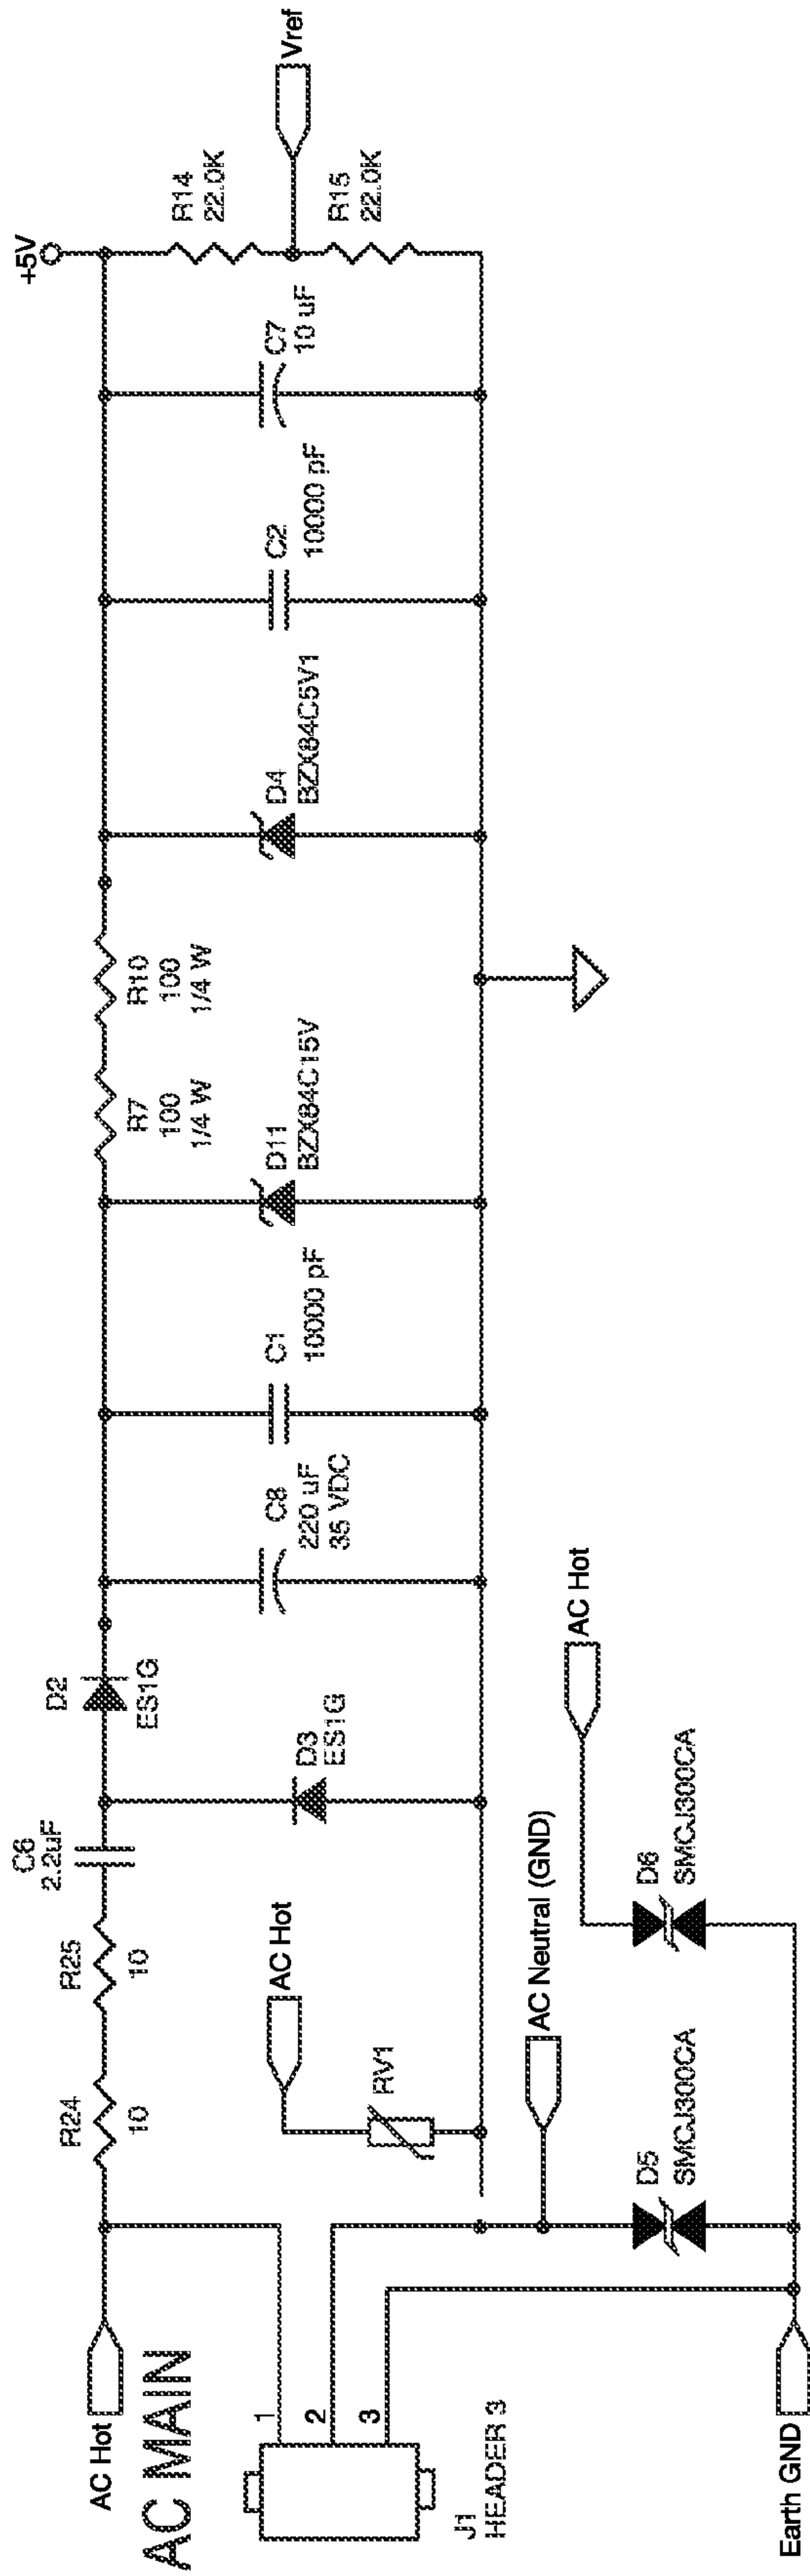 AC MAIN
AC Hot
J1
HEADER 3
1
2
3
Earth GND
R24
10
R25
10
C6
2.2uF
D2
ES1G
D3
ES1G
AC Hot
RV1
AC Neutral (GND)
D5
SMCJ300CA
AC Hot
D6
SMCJ300CA
C8
220 uF
35 VDC
C1
10000 pF
D11
BZX84C15V
R7
100
1/4 W
R10
100
1/4 W
D4
BZX84C5V1
C2
10000 pF
C7
10 uF
+5V
R14
22.0K
R15
22.0K
Vref